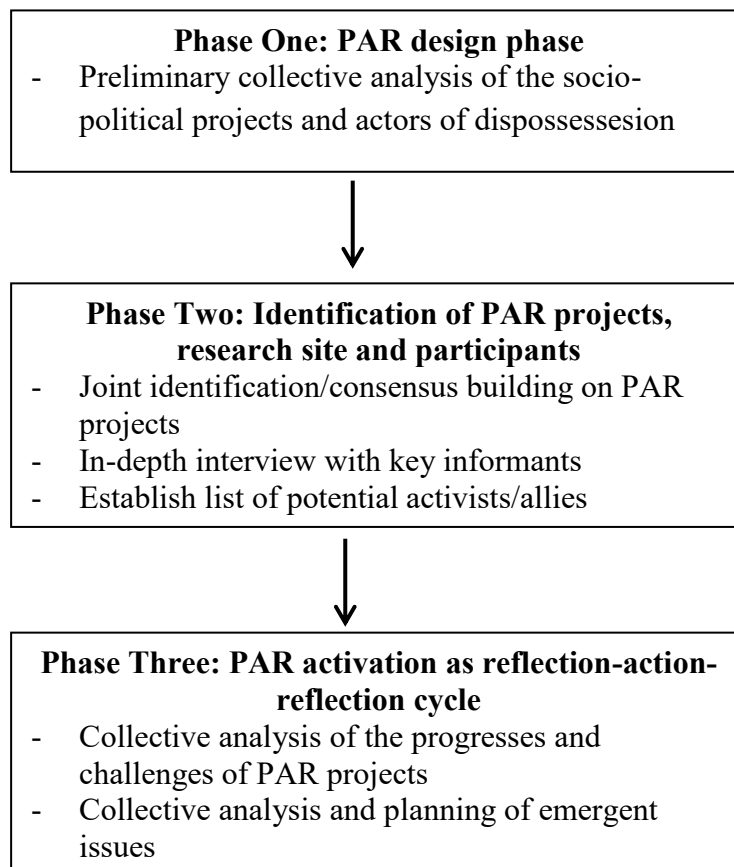 Phase One: PAR design phase
- Preliminary collective analysis of the socio-
political projects and actors of dispossessesion
Phase Two: Identification of PAR projects,
research site and participants
- Joint identification/consensus building on PAR
projects
- In-depth interview with key informants
- Establish list of potential activists/allies
Phase Three: PAR activation as reflection-action-
reflection cycle
- Collective analysis of the progresses and
challenges of PAR projects
- Collective analysis and planning of emergent
issues